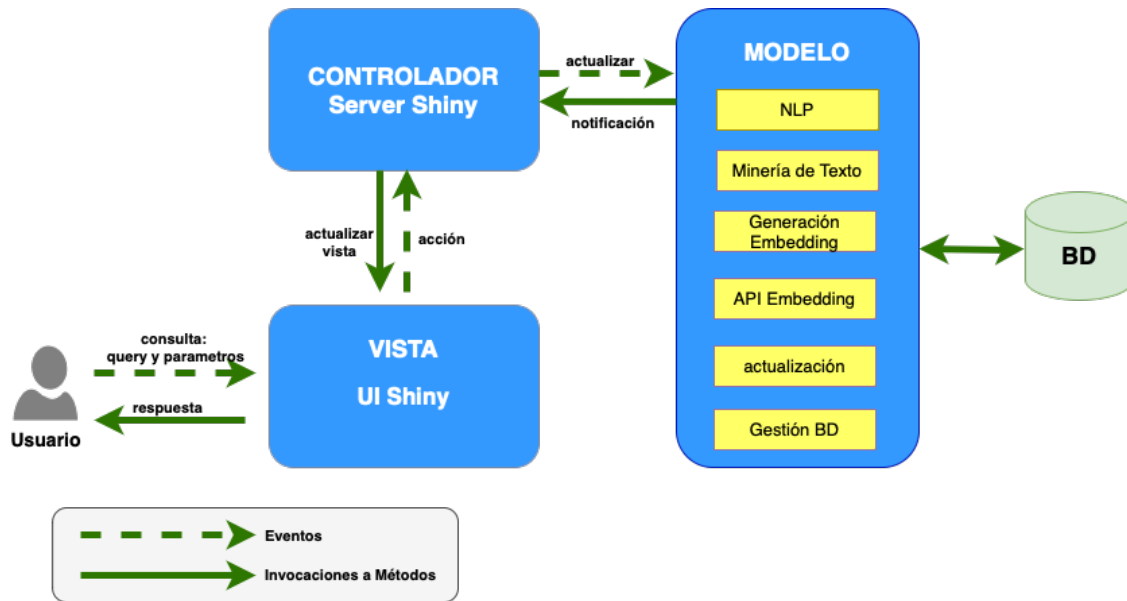 CONTROLADOR
Server Shiny
actualizar
notificación
MODELO
NLP
Minería de Texto
Generación
Embedding
API Embedding
actualización
Gestión BD
BD
actualizar
vista
acción
VISTA
UI Shiny
consulta:
query y parametros
respuesta
Usuario
Eventos
Invocaciones a Métodos